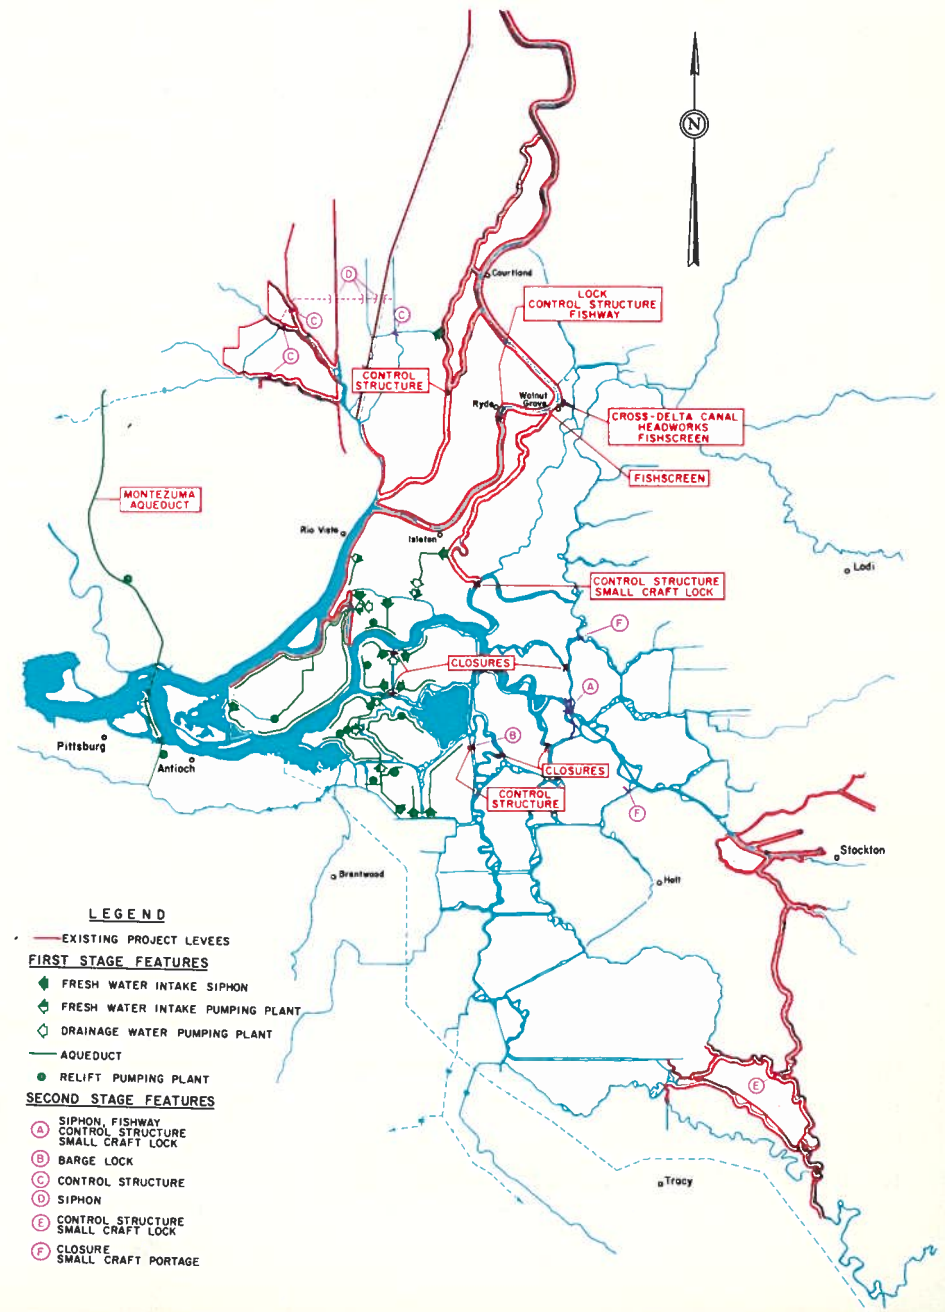 N
Courtland
D
C
C
C
LOCK
CONTROL STRUCTURE
FISHWAY
CONTROL
STRUCTURE
Ryde
Walnut
Grove
CROSS-DELTA CANAL
HEADWORKS
FISHSCREEN
FISHSCREEN
MONTEZUMA
AQUEDUCT
Rio Vista
Isleton
Lodi
CONTROL STRUCTURE
SMALL CRAFT LOCK
F
CLOSURES
A
B
Pittsburg
Antioch
CLOSURES
CONTROL
STRUCTURE
F
Stockton
Brentwood
Holt
E
Tracy
LEGEND
EXISTING PROJECT LEVEES
FIRST STAGE FEATURES
FRESH WATER INTAKE SIPHON
FRESH WATER INTAKE PUMPING PLANT
DRAINAGE WATER PUMPING PLANT
AQUEDUCT
RELIFT PUMPING PLANT
SECOND STAGE FEATURES
A SIPHON, FISHWAY
CONTROL STRUCTURE
SMALL CRAFT LOCK
B BARGE LOCK
C CONTROL STRUCTURE
D SIPHON
E CONTROL STRUCTURE
SMALL CRAFT LOCK
F CLOSURE
SMALL CRAFT PORTAGE